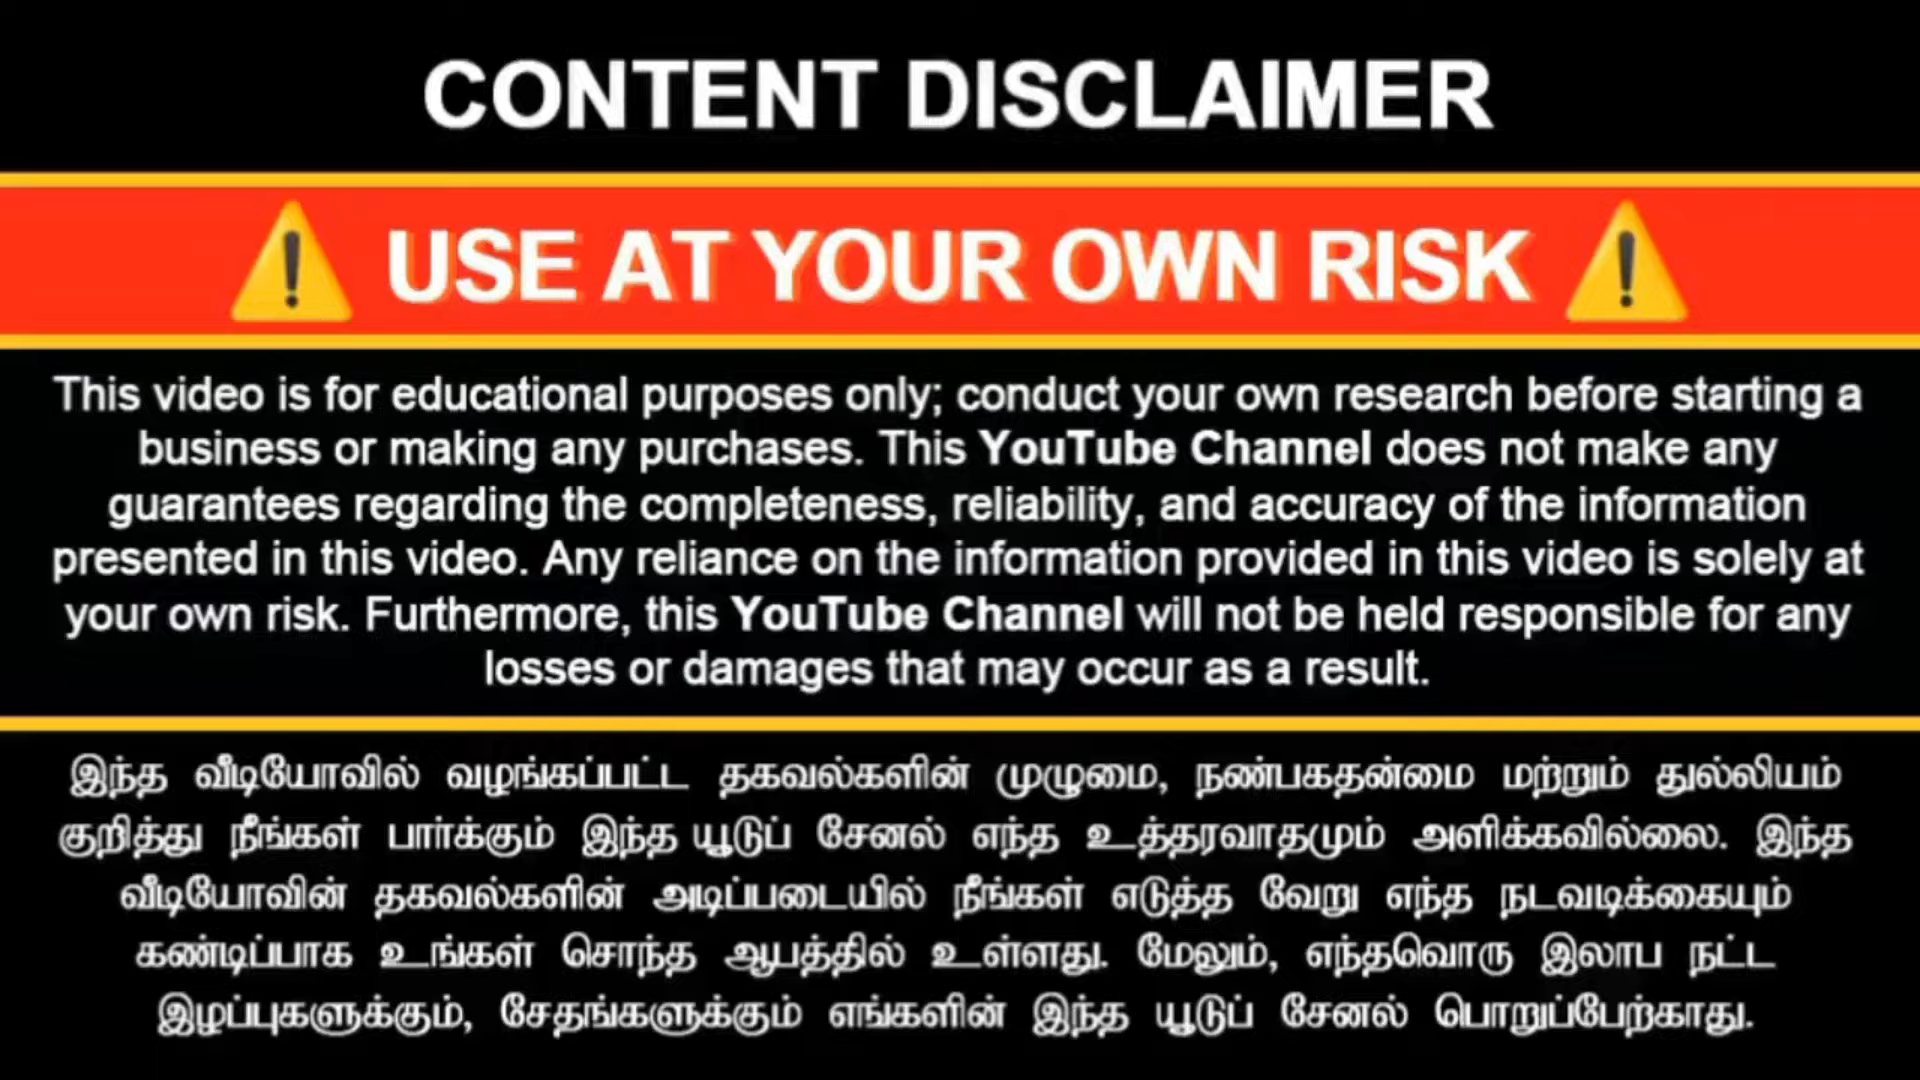 CONTENT DISCLAIMER
⚠️ USE AT YOUR OWN RISK ⚠️
This video is for educational purposes only; conduct your own research before starting a
business or making any purchases. This YouTube Channel does not make any
guarantees regarding the completeness, reliability, and accuracy of the information
presented in this video. Any reliance on the information provided in this video is solely at
your own risk. Furthermore, this YouTube Channel will not be held responsible for any
losses or damages that may occur as a result.
இந்த வீடியோவில் வழங்கப்பட்ட தகவல்களின் முழுமை, நண்பகதன்மை மற்றும் துல்லியம்
குறித்து நீங்கள் பார்க்கும் இந்த யூடுப் சேனல் எந்த உத்தரவாதமும் அளிக்கவில்லை. இந்த
வீடியோவின் தகவல்களின் அடிப்படையில் நீங்கள் எடுத்த வேறு எந்த நடவடிக்கையும்
கண்டிப்பாக உங்கள் சொந்த ஆபத்தில் உள்ளது. மேலும், எந்தவொரு இலாப நட்ட
இழப்புகளுக்கும், சேதங்களுக்கும் எங்களின் இந்த யூடுப் சேனல் பொறுப்பேற்காது.